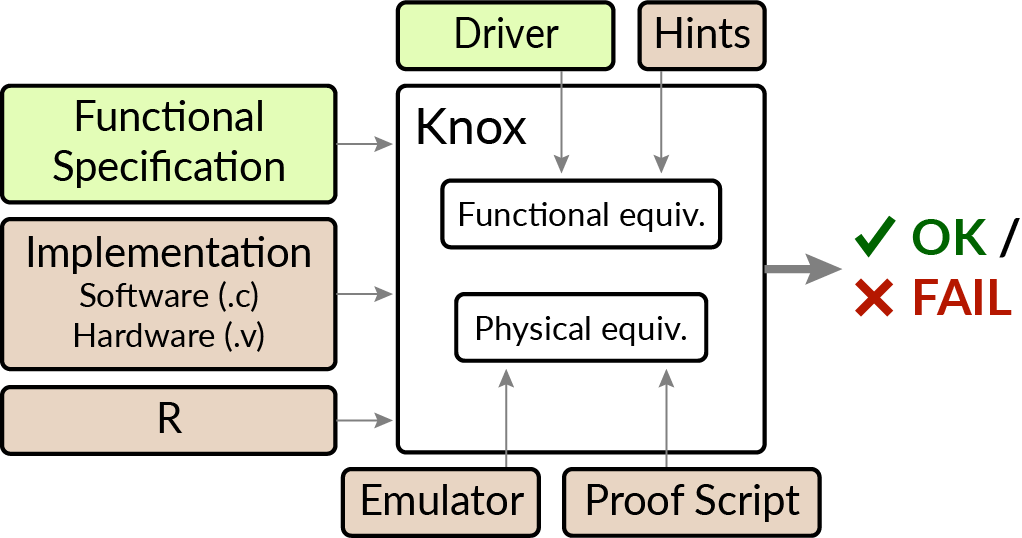 Driver
Hints
Functional
Specification
Knox
Functional equiv.
Implementation
Software (.c)
Hardware (.v)
Physical equiv.
✔ OK /
✖ FAIL
R
Emulator
Proof Script